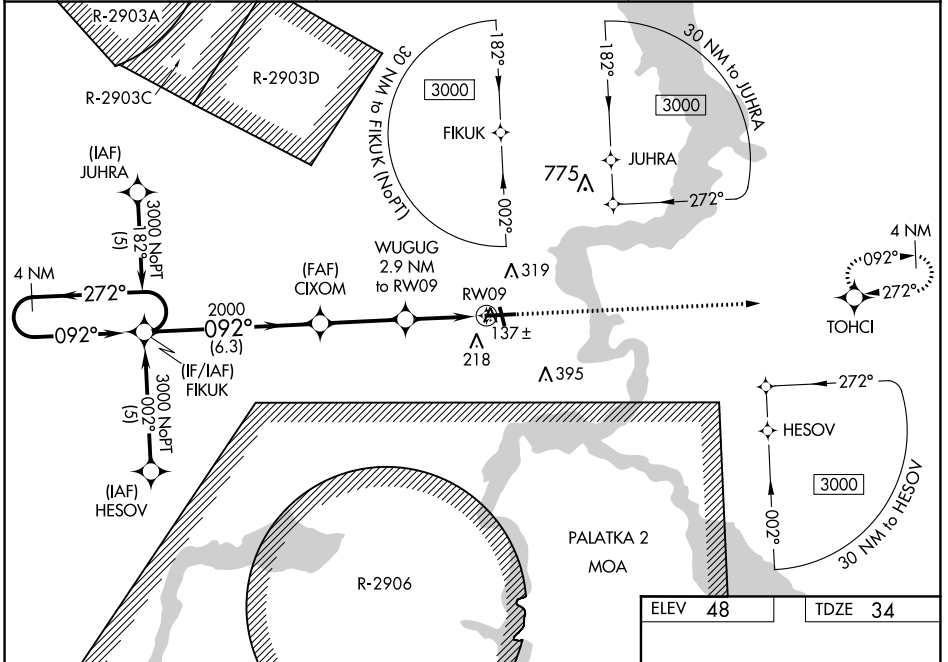 R-2903A
R-2903C
R-2903D
30 NM to FIKUK (NoPT)
182°
3000
FIKUK
002°
182°
30 NM to JUHRA
3000
JUHRA
775
272°
(IAF)
JUHRA
3000 NoPT
182°
(5)
4 NM
272°
092°
2000
092°
(6.3)
(IF/IAF)
FIKUK
3000 NoPT
002°
(5)
(IAF)
HESOV
(FAF)
CIXOM
WUGUG
2.9 NM
to RW09
319
RW09
137 ±
218
395
4 NM
092°
272°
TOHCI
272°
HESOV
3000
002°
30 NM to HESOV
PALATKA 2
MOA
R-2906
ELEV 48
TDZE 34